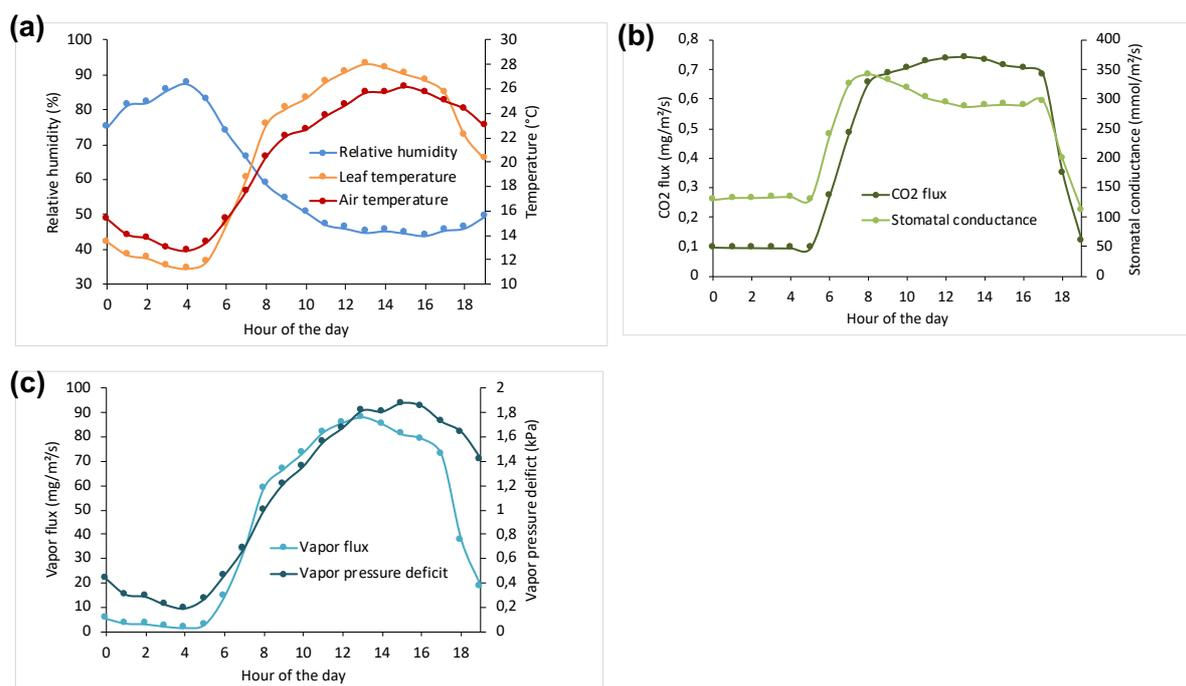 (a)
100
90
80
70
60
50
40
30
Relative humidity (%)
30
28
26
24
22
20
18
16
14
12
10
Temperature (°C)
Relative humidity
Leaf temperature
Air temperature
0 2 4 6 8 10 12 14 16 18
Hour of the day
(b)
0,8
0,7
0,6
0,5
0,4
0,3
0,2
0,1
0
CO2 flux (mg/m²/s)
400
350
300
250
200
150
100
50
0
Stomatal conductance (mmol/m²/s)
CO2 flux
Stomatal conductance
0 2 4 6 8 10 12 14 16 18
Hour of the day
(c)
100
90
80
70
60
50
40
30
20
10
0
Vapor flux (mg/m²/s)
2
1,8
1,6
1,4
1,2
1
0,8
0,6
0,4
0,2
0
Vapor pressure deifict (kPa)
Vapor flux
Vapor pressure deficit
0 2 4 6 8 10 12 14 16 18
Hour of the day